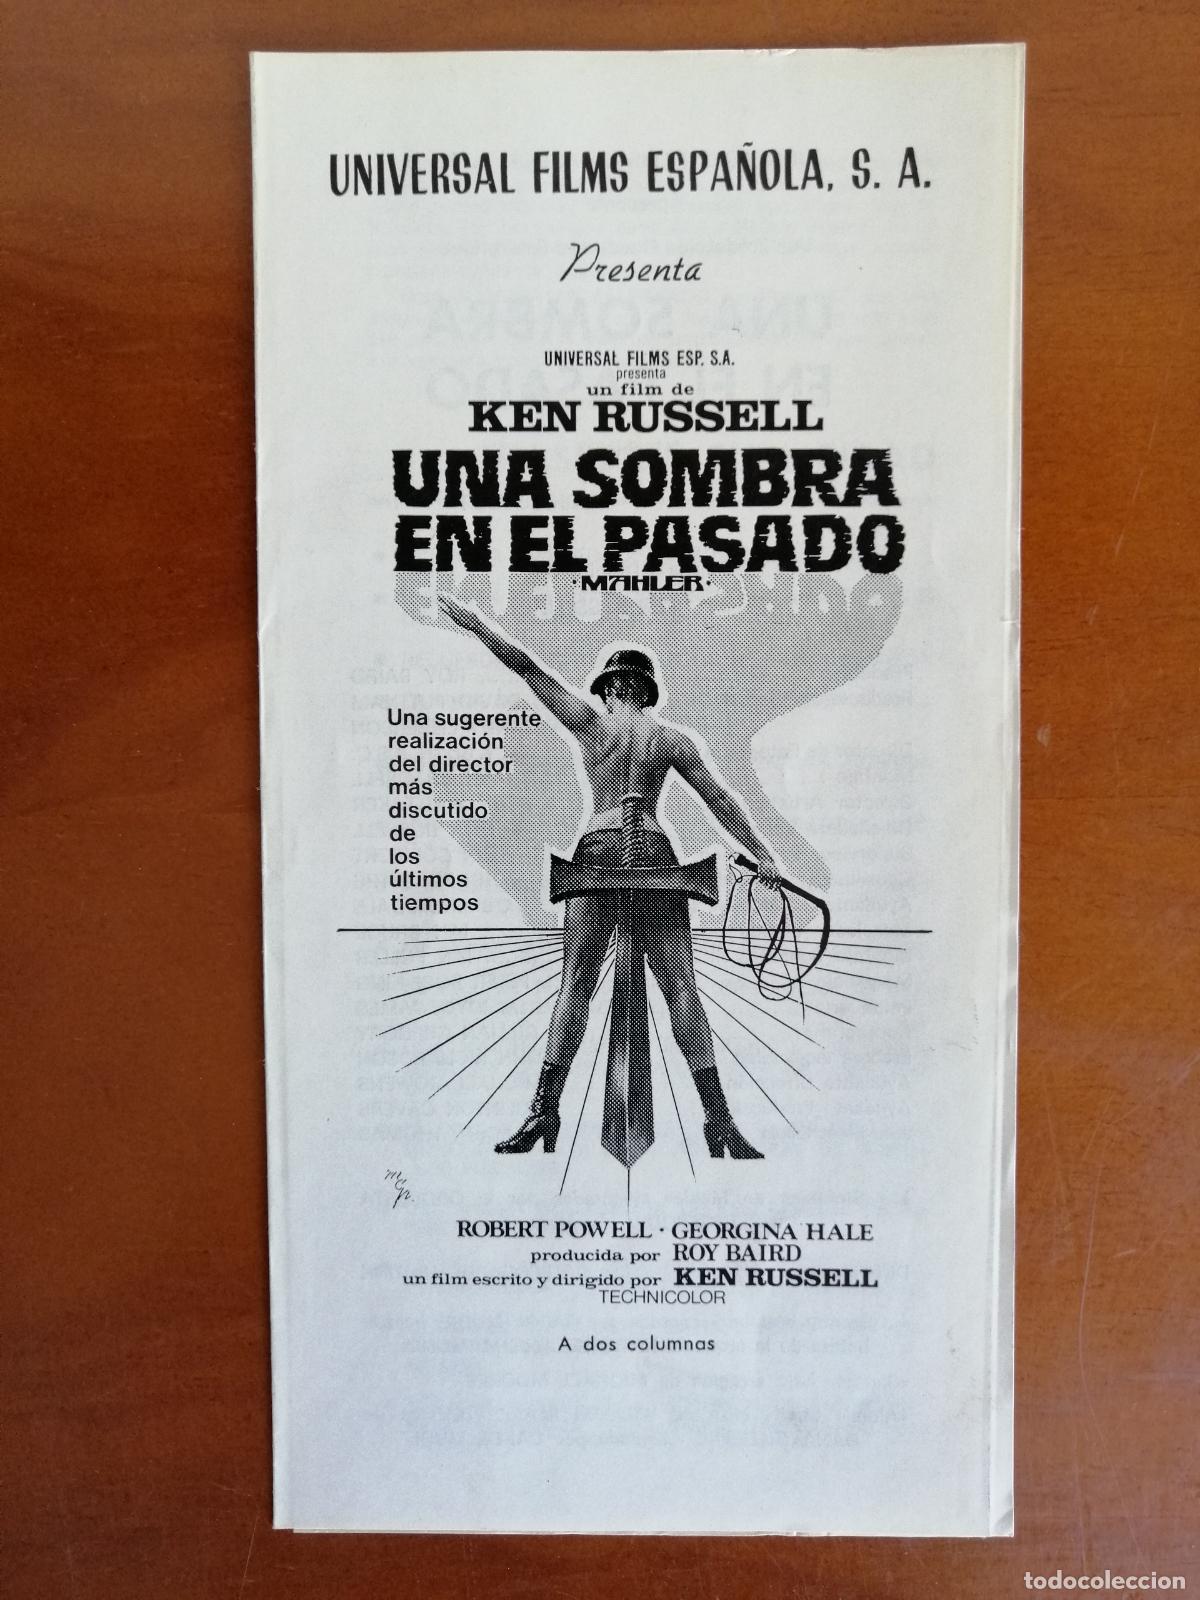 UNIVERSAL FILMS ESPAÑOLA, S. A.
Presenta
UNIVERSAL FILMS ESP. S.A.
presenta
un film de
KEN RUSSELL
UNA SOMBRA
EN EL PASADO
·MAHLER·
Una sugerente
realización
del director
más
discutido
de
los
últimos
tiempos
ROBERT POWELL · GEORGINA HALE
producida por ROY BAIRD
un film escrito y dirigido por KEN RUSSELL
TECHNICOLOR
A dos columnas
todocoleccion